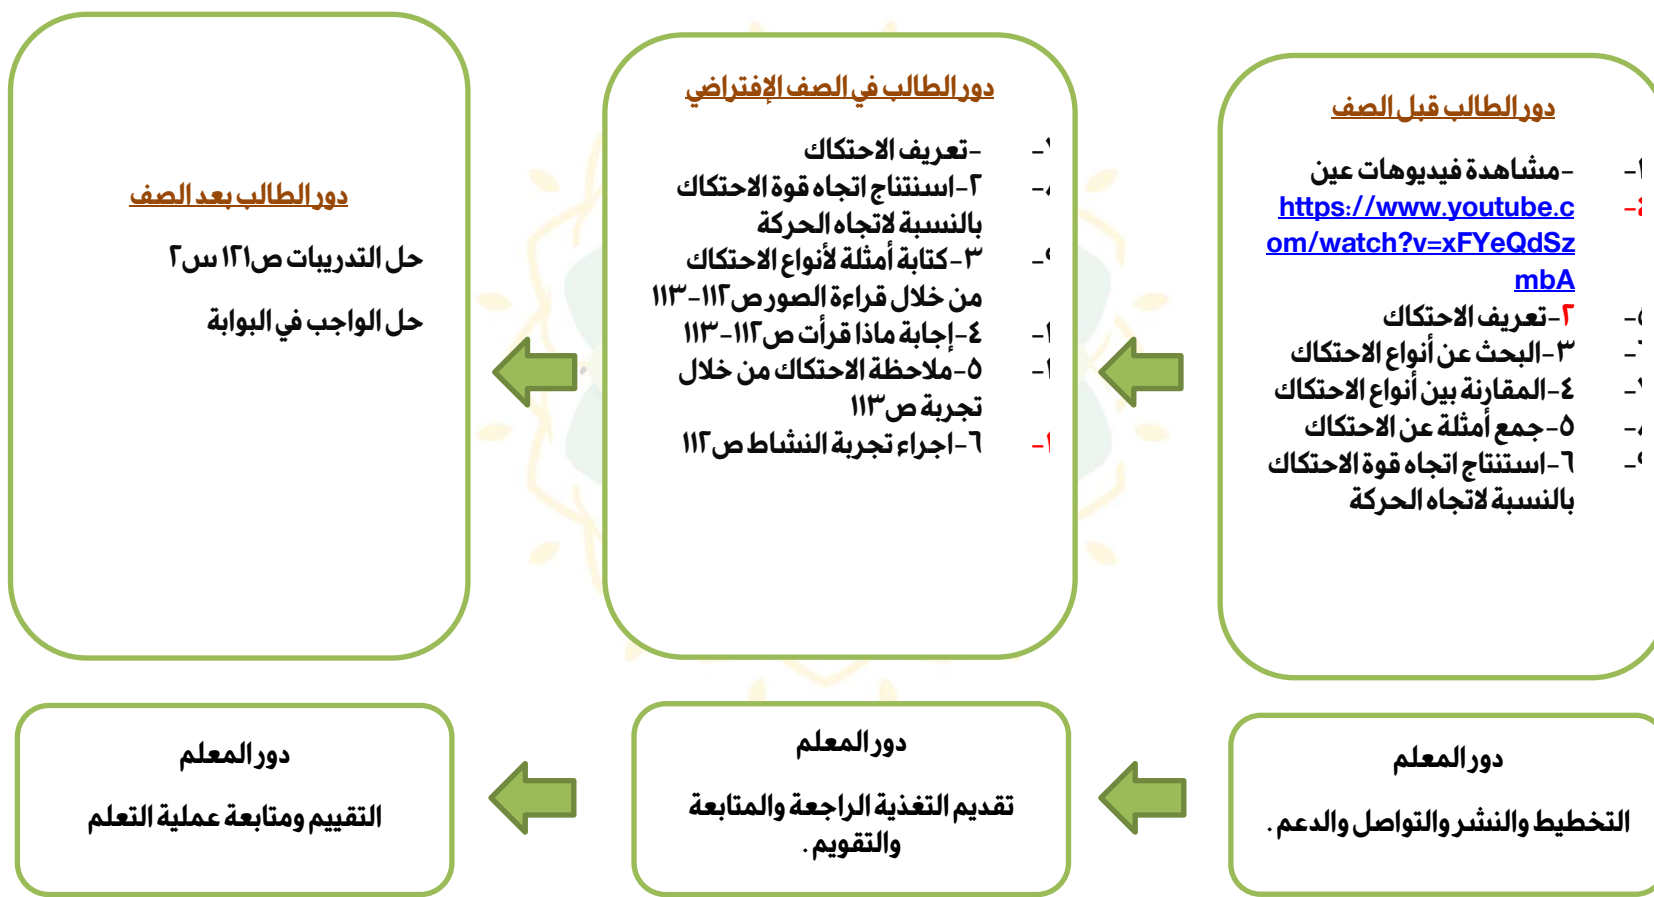 دور الطالب قبل الصف
-مشاهدة فيديوهات عين
https://www.youtube.c
om/watch?v=xFYeQdSz
mbA
٢-تعريف الاحتكاك
٣-البحث عن أنواع الاحتكاك
٤-المقارنة بين أنواع الاحتكاك
٥-جمع أمثلة عن الاحتكاك
٦-استنتاج اتجاه قوة الاحتكاك
بالنسبة لاتجاه الحركة
دور الطالب في الصف الإفتراضي
-تعريف الاحتكاك
٢-اسنتتاج اتجاه قوة الاحتكاك
بالنسبة لاتجاه الحركة
٣-كتابة أمثلة لأنواع الاحتكاك
من خلال قراءة الصور ص١١٢-١١٣
٤-إجابة ماذا قرأت ص١١٢-١١٣
٥-ملاحظة الاحتكاك من خلال
تجربة ص١١٣
٦-اجراء تجربة النشاط ص١١٢
دور الطالب بعد الصف
حل التدريبات ص١٢١ س٢
حل الواجب في البوابة
دور المعلم
التخطيط والنشر والتواصل والدعم .
دور المعلم
تقديم التغذية الراجعة والمتابعة
والتقويم .
دور المعلم
التقييم ومتابعة عملية التعلم